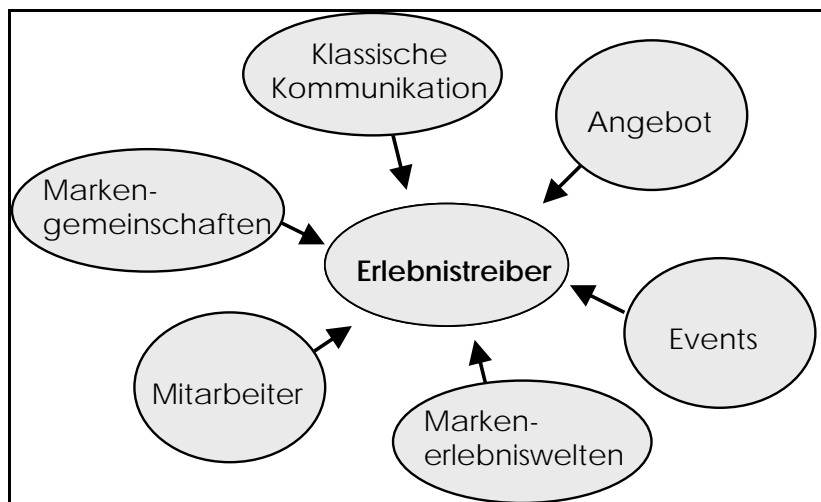 Klassische
Kommunikation
Angebot
Marken-
gemeinschaften
Erlebnistreiber
Events
Mitarbeiter
Marken-
erlebniswelten